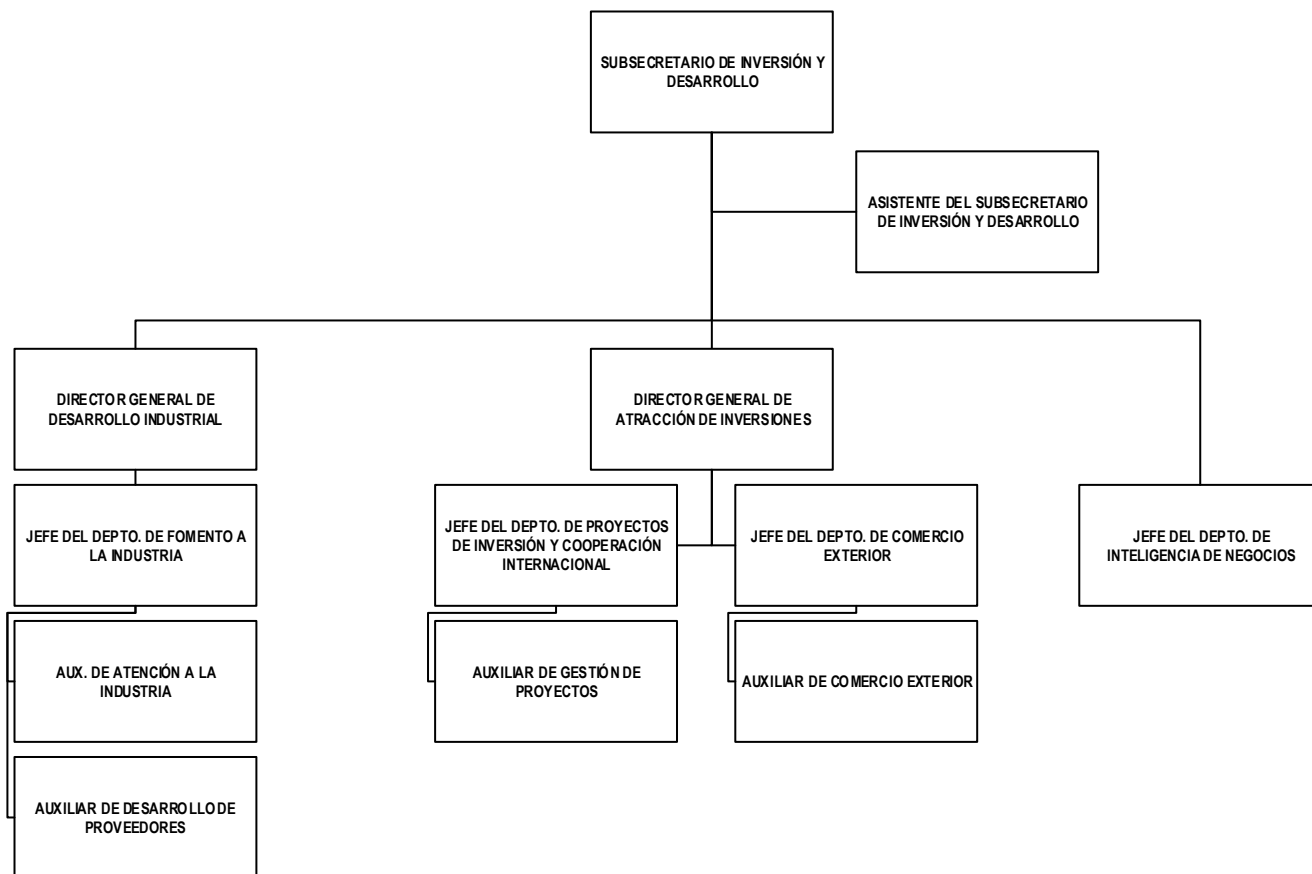 SUBSECRETARIO DE INVERSIÓN Y
DESARROLLO
ASISTENTE DEL SUBSECRETARIO
DE INVERSIÓN Y DESARROLLO
DIRECTOR GENERAL DE
DESARROLLO INDUSTRIAL
DIRECTOR GENERAL DE
ATRACCIÓN DE INVERSIONES
JEFE DEL DEPTO. DE FOMENTO A
LA INDUSTRIA
JEFE DEL DEPTO. DE PROYECTOS
DE INVERSIÓN Y COOPERACIÓN
INTERNACIONAL
JEFE DEL DEPTO. DE COMERCIO
EXTERIOR
JEFE DEL DEPTO. DE
INTELIGENCIA DE NEGOCIOS
AUX. DE ATENCIÓN A LA
INDUSTRIA
AUXILIAR DE GESTIÓN DE
PROYECTOS
AUXILIAR DE COMERCIO EXTERIOR
AUXILIAR DE DESARROLLO DE
PROVEEDORES